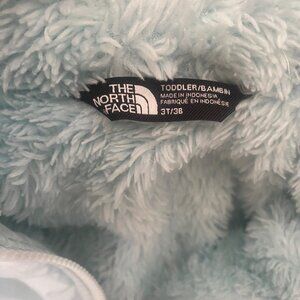 THE
NORTH
FACE
TODDLER/BAMBIN
MADE IN INDONESIA
FABRIQUÉ EN INDONÉSIE
3T/3B